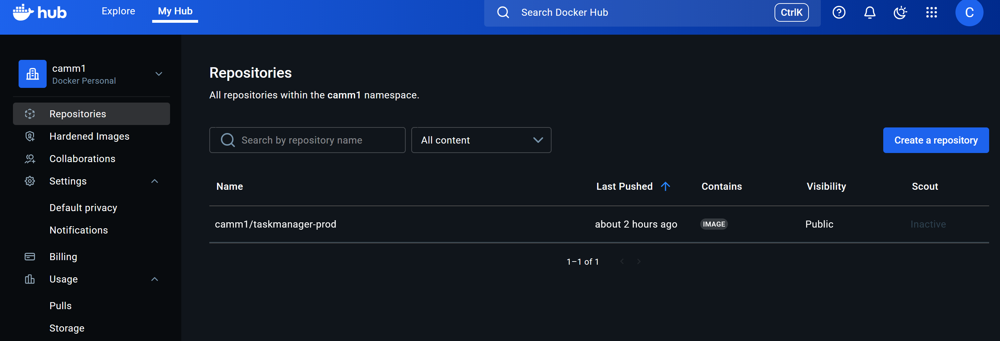 hub
Explore
My Hub
Search Docker Hub
CtrlK
C
camm1
Docker Personal
Repositories
Hardened Images
Collaborations
Settings
Default privacy
Notifications
Billing
Usage
Pulls
Storage
Repositories
All repositories within the camm1 namespace.
Search by repository name
All content
Create a repository
Name
Last Pushed
Contains
Visibility
Scout
camm1/taskmanager-prod
about 2 hours ago
IMAGE
Public
Inactive
1–1 of 1